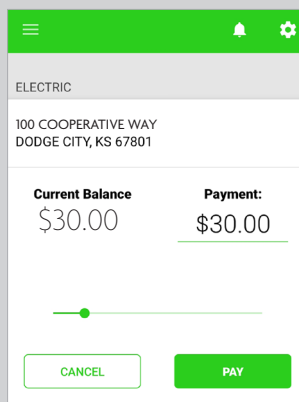 ELECTRIC
100 COOPERATIVE WAY
DODGE CITY, KS 67801
Current Balance
$30.00
Payment:
$30.00
CANCEL
PAY